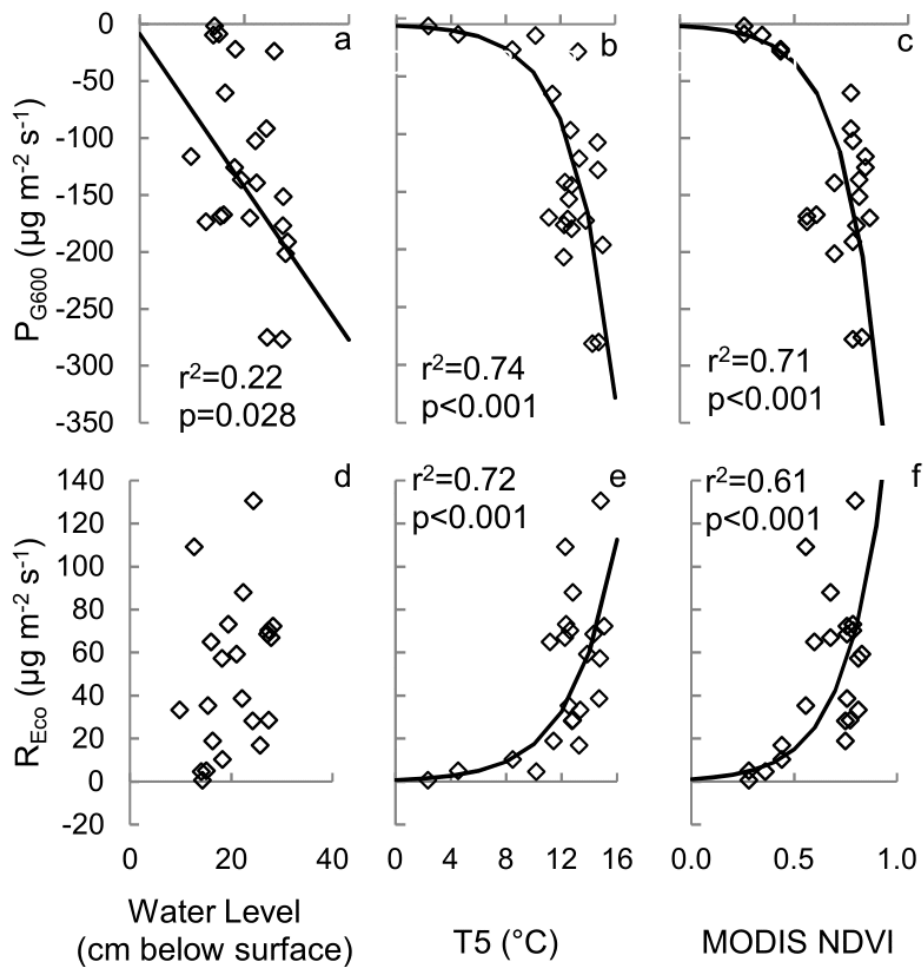 0
-50
-100
-150
-200
-250
-300
-350
P_G600 (µg m⁻² s⁻¹)
a
r²=0.22
p=0.028
b
r²=0.74
p<0.001
c
r²=0.71
p<0.001
140
120
100
80
60
40
20
0
-20
R_Eco (µg m⁻² s⁻¹)
d
r²=0.72 e
p<0.001
r²=0.61 f
p<0.001
0 20 40
0 4 8 12 16
0.0 0.5 1.0
Water Level
(cm below surface)
T5 (°C)
MODIS NDVI